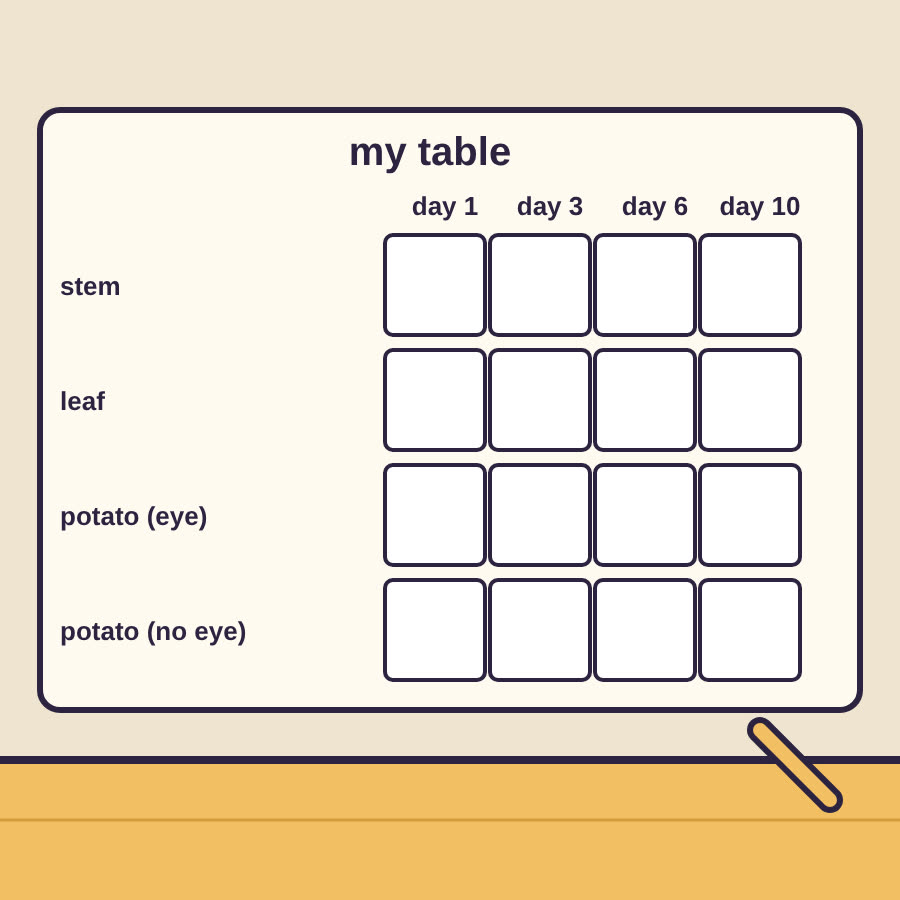 my table
day 1 day 3 day 6 day 10
stem
leaf
potato (eye)
potato (no eye)